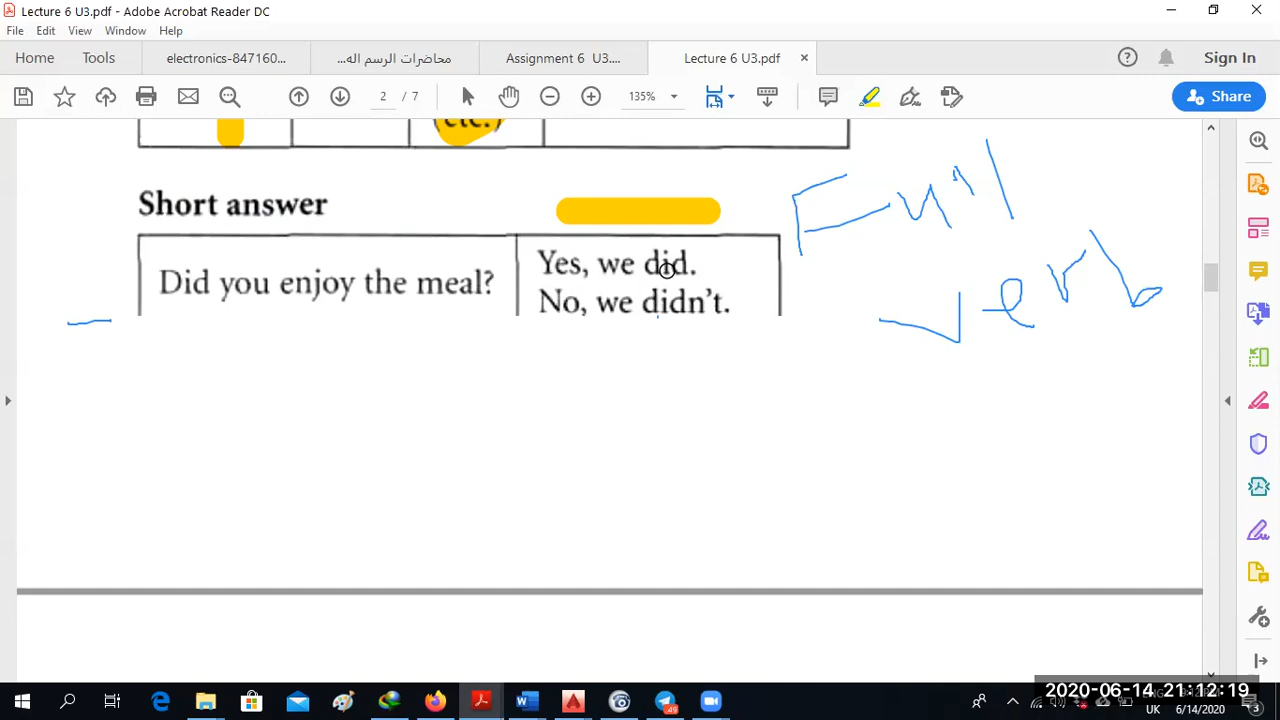 Lecture 6 U3.pdf - Adobe Acrobat Reader DC
File Edit View Window Help
Home Tools electronics-847160... محاضرات الرسم اله... Assignment 6 U3.... Lecture 6 U3.pdf × Sign In
2 / 7 135% Share
etc.)
Short answer
Full
Did you enjoy the meal?
Yes, we did.
No, we didn't.
Verb
49
2020-06-14 21:12:19
UK 6/14/2020 3